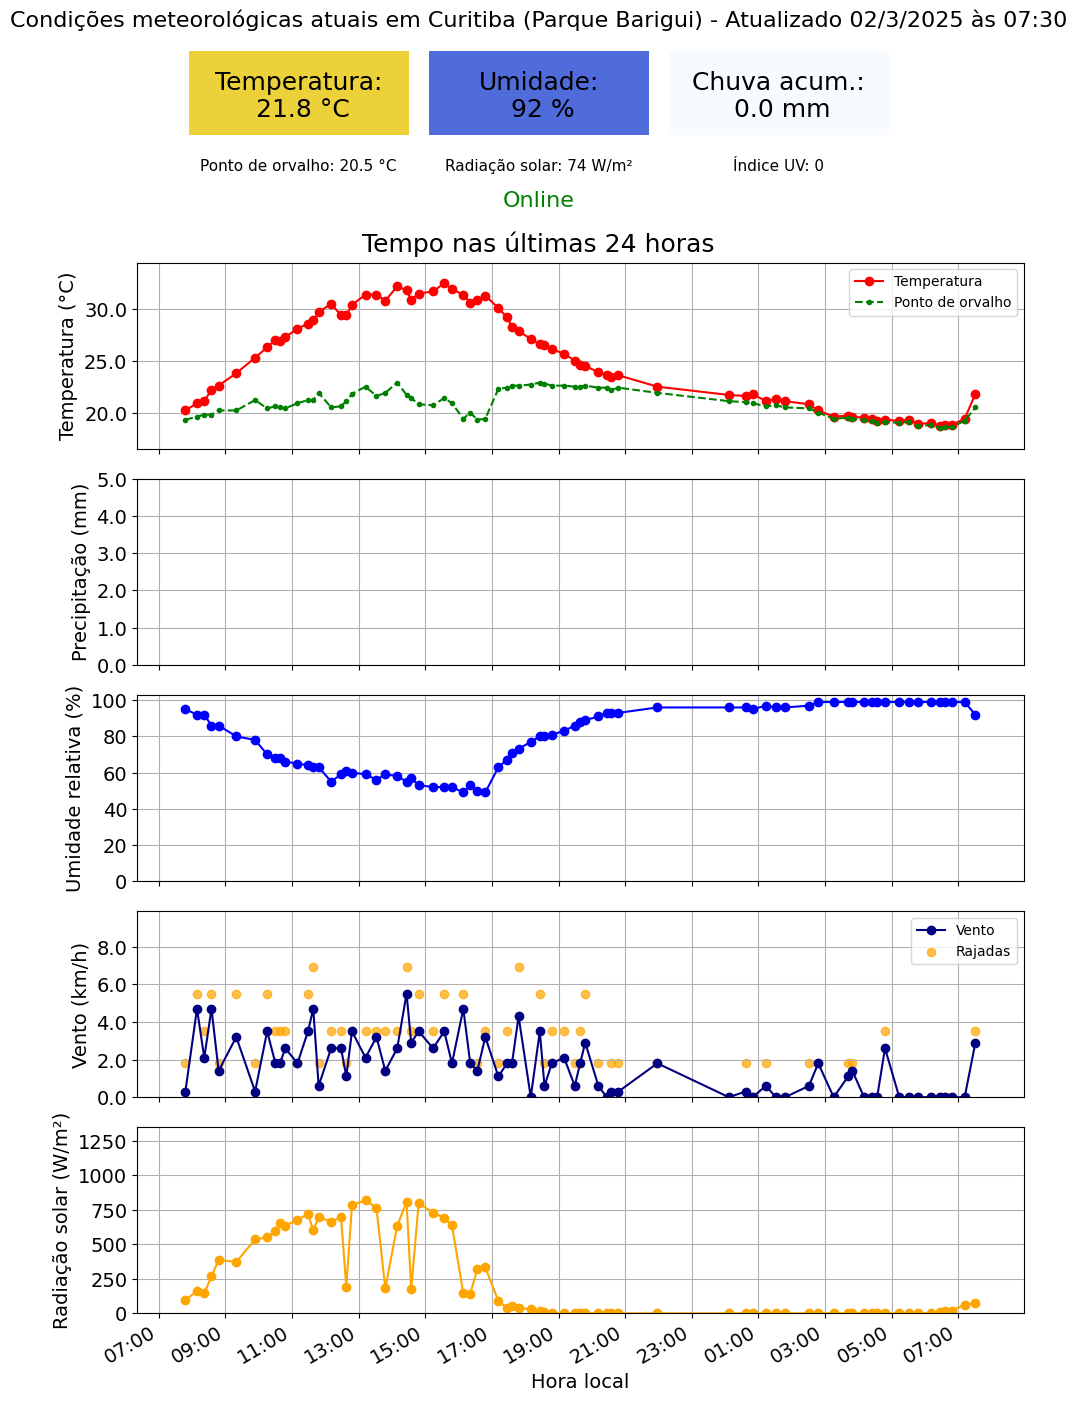 Condições meteorológicas atuais em Curitiba (Parque Barigui) - Atualizado 02/3/2025 às 07:30
Temperatura:
21.8 °C
Umidade:
92 %
Chuva acum.:
0.0 mm
Ponto de orvalho: 20.5 °C
Radiação solar: 74 W/m²
Índice UV: 0
Online
Tempo nas últimas 24 horas
Temperatura (°C)
30.0
25.0
20.0
Temperatura
Ponto de orvalho
Precipitação (mm)
5.0
4.0
3.0
2.0
1.0
0.0
Umidade relativa (%)
100
80
60
40
20
0
Vento (km/h)
8.0
6.0
4.0
2.0
0.0
Vento
Rajadas
Radiação solar (W/m²)
1250
1000
750
500
250
0
07:00
09:00
11:00
13:00
15:00
17:00
19:00
21:00
23:00
01:00
03:00
05:00
07:00
Hora local